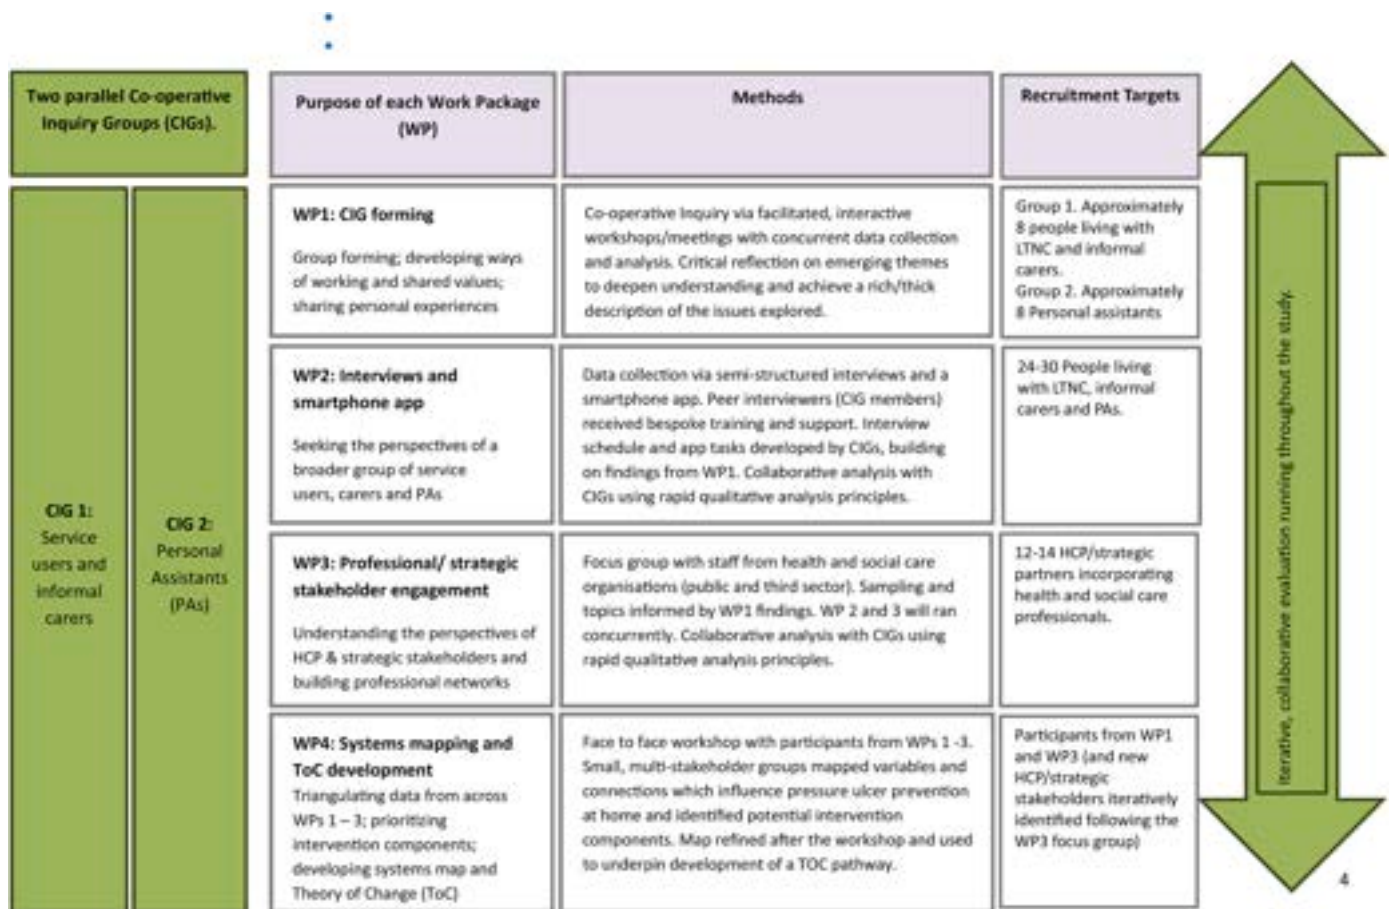 Two parallel Co-operative
Inquiry Groups (CIGs).
Purpose of each Work Package
(WP)
Methods
Recruitment Targets
CIG 1:
Service
users and
informal
carers
CIG 2:
Personal
Assistants
(PAs)
WP1: CIG forming
Group forming; developing ways
of working and shared values;
sharing personal experiences
Co-operative Inquiry via facilitated, interactive
workshops/meetings with concurrent data collection
and analysis. Critical reflection on emerging themes
to deepen understanding and achieve a rich/thick
description of the issues explored.
Group 1. Approximately
8 people living with
LTNC and informal
carers.
Group 2. Approximately
8 Personal assistants
WP2: Interviews and
smartphone app
Seeking the perspectives of a
broader group of service
users, carers and PAs
Data collection via semi-structured interviews and a
smartphone app. Peer interviewers (CIG members)
received bespoke training and support. Interview
schedule and app tasks developed by CIGs, building
on findings from WP1. Collaborative analysis with
CIGs using rapid qualitative analysis principles.
24-30 People living
with LTNC, informal
carers and PAs.
WP3: Professional/ strategic
stakeholder engagement
Understanding the perspectives of
HCP & strategic stakeholders and
building professional networks
Focus group with staff from health and social care
organisations (public and third sector). Sampling and
topics informed by WP1 findings. WP 2 and 3 will ran
concurrently. Collaborative analysis with CIGs using
rapid qualitative analysis principles.
12-14 HCP/strategic
partners incorporating
health and social care
professionals.
WP4: Systems mapping and
ToC development
Triangulating data from across
WPs 1 – 3; prioritizing
intervention components;
developing systems map and
Theory of Change (ToC)
Face to face workshop with participants from WPs 1 -3.
Small, multi-stakeholder groups mapped variables and
connections which influence pressure ulcer prevention
at home and identified potential intervention
components. Map refined after the workshop and used
to underpin development of a TOC pathway.
Participants from WP1
and WP3 (and new
HCP/strategic
stakeholders iteratively
identified following the
WP3 focus group)
Iterative, collaborative evaluation running throughout the study.
4